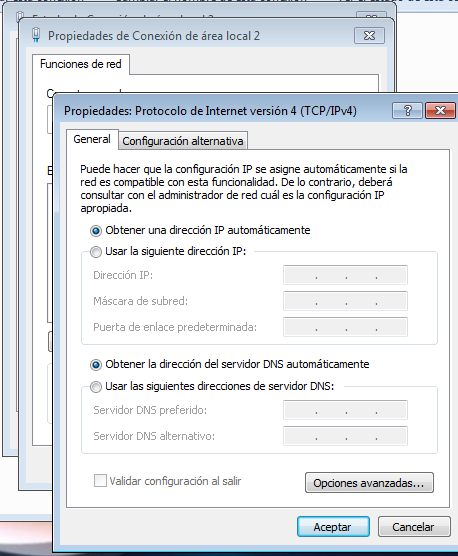 Propiedades de Conexión de área local 2
Funciones de red
Propiedades: Protocolo de Internet versión 4 (TCP/IPv4)
General
Configuración alternativa
Puede hacer que la configuración IP se asigne automáticamente si la
red es compatible con esta funcionalidad. De lo contrario, deberá
consultar con el administrador de red cuál es la configuración IP
apropiada.
Obtener una dirección IP automáticamente
Usar la siguiente dirección IP:
Dirección IP:
Máscara de subred:
Puerta de enlace predeterminada:
Obtener la dirección del servidor DNS automáticamente
Usar las siguientes direcciones de servidor DNS:
Servidor DNS preferido:
Servidor DNS alternativo:
Validar configuración al salir
Opciones avanzadas...
Aceptar
Cancelar